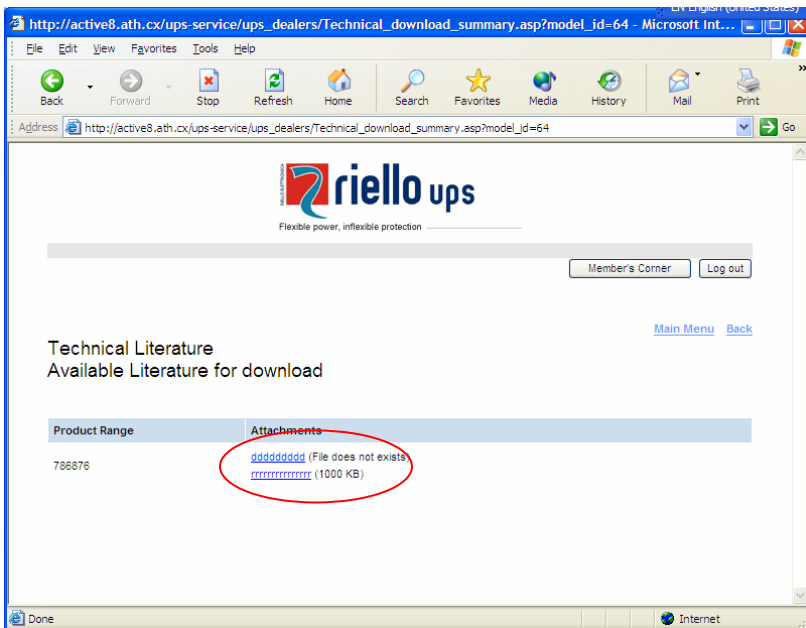 EN English (United States)
http://active8.ath.cx/ups-service/ups_dealers/Technical_download_summary.asp?model_id=64 - Microsoft Int...
File Edit View Favorites Tools Help
Back Forward Stop Refresh Home Search Favorites Media History Mail Print
Address http://active8.ath.cx/ups-service/ups_dealers/Technical_download_summary.asp?model_id=64 Go
riello ups
Flexible power, inflexible protection
Member's Corner Log out
Main Menu Back
Technical Literature
Available Literature for download
Product Range Attachments
ddddddddd (File does not exists)
786876
rrrrrrrrrrrrrrr (1000 KB)
Done Internet